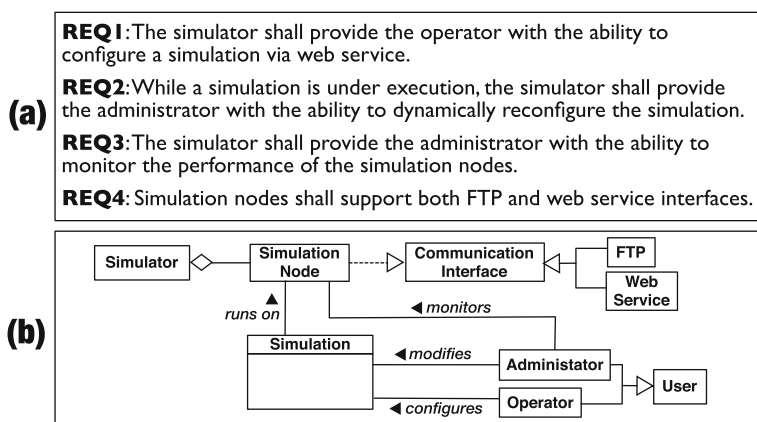 (a)
REQ1: The simulator shall provide the operator with the ability to
configure a simulation via web service.
REQ2: While a simulation is under execution, the simulator shall provide
the administrator with the ability to dynamically reconfigure the simulation.
REQ3: The simulator shall provide the administrator with the ability to
monitor the performance of the simulation nodes.
REQ4: Simulation nodes shall support both FTP and web service interfaces.
(b)
Simulator
Simulation
Node
Communication
Interface
FTP
Web
Service
runs on
monitors
Simulation
modifies
Administator
User
configures
Operator